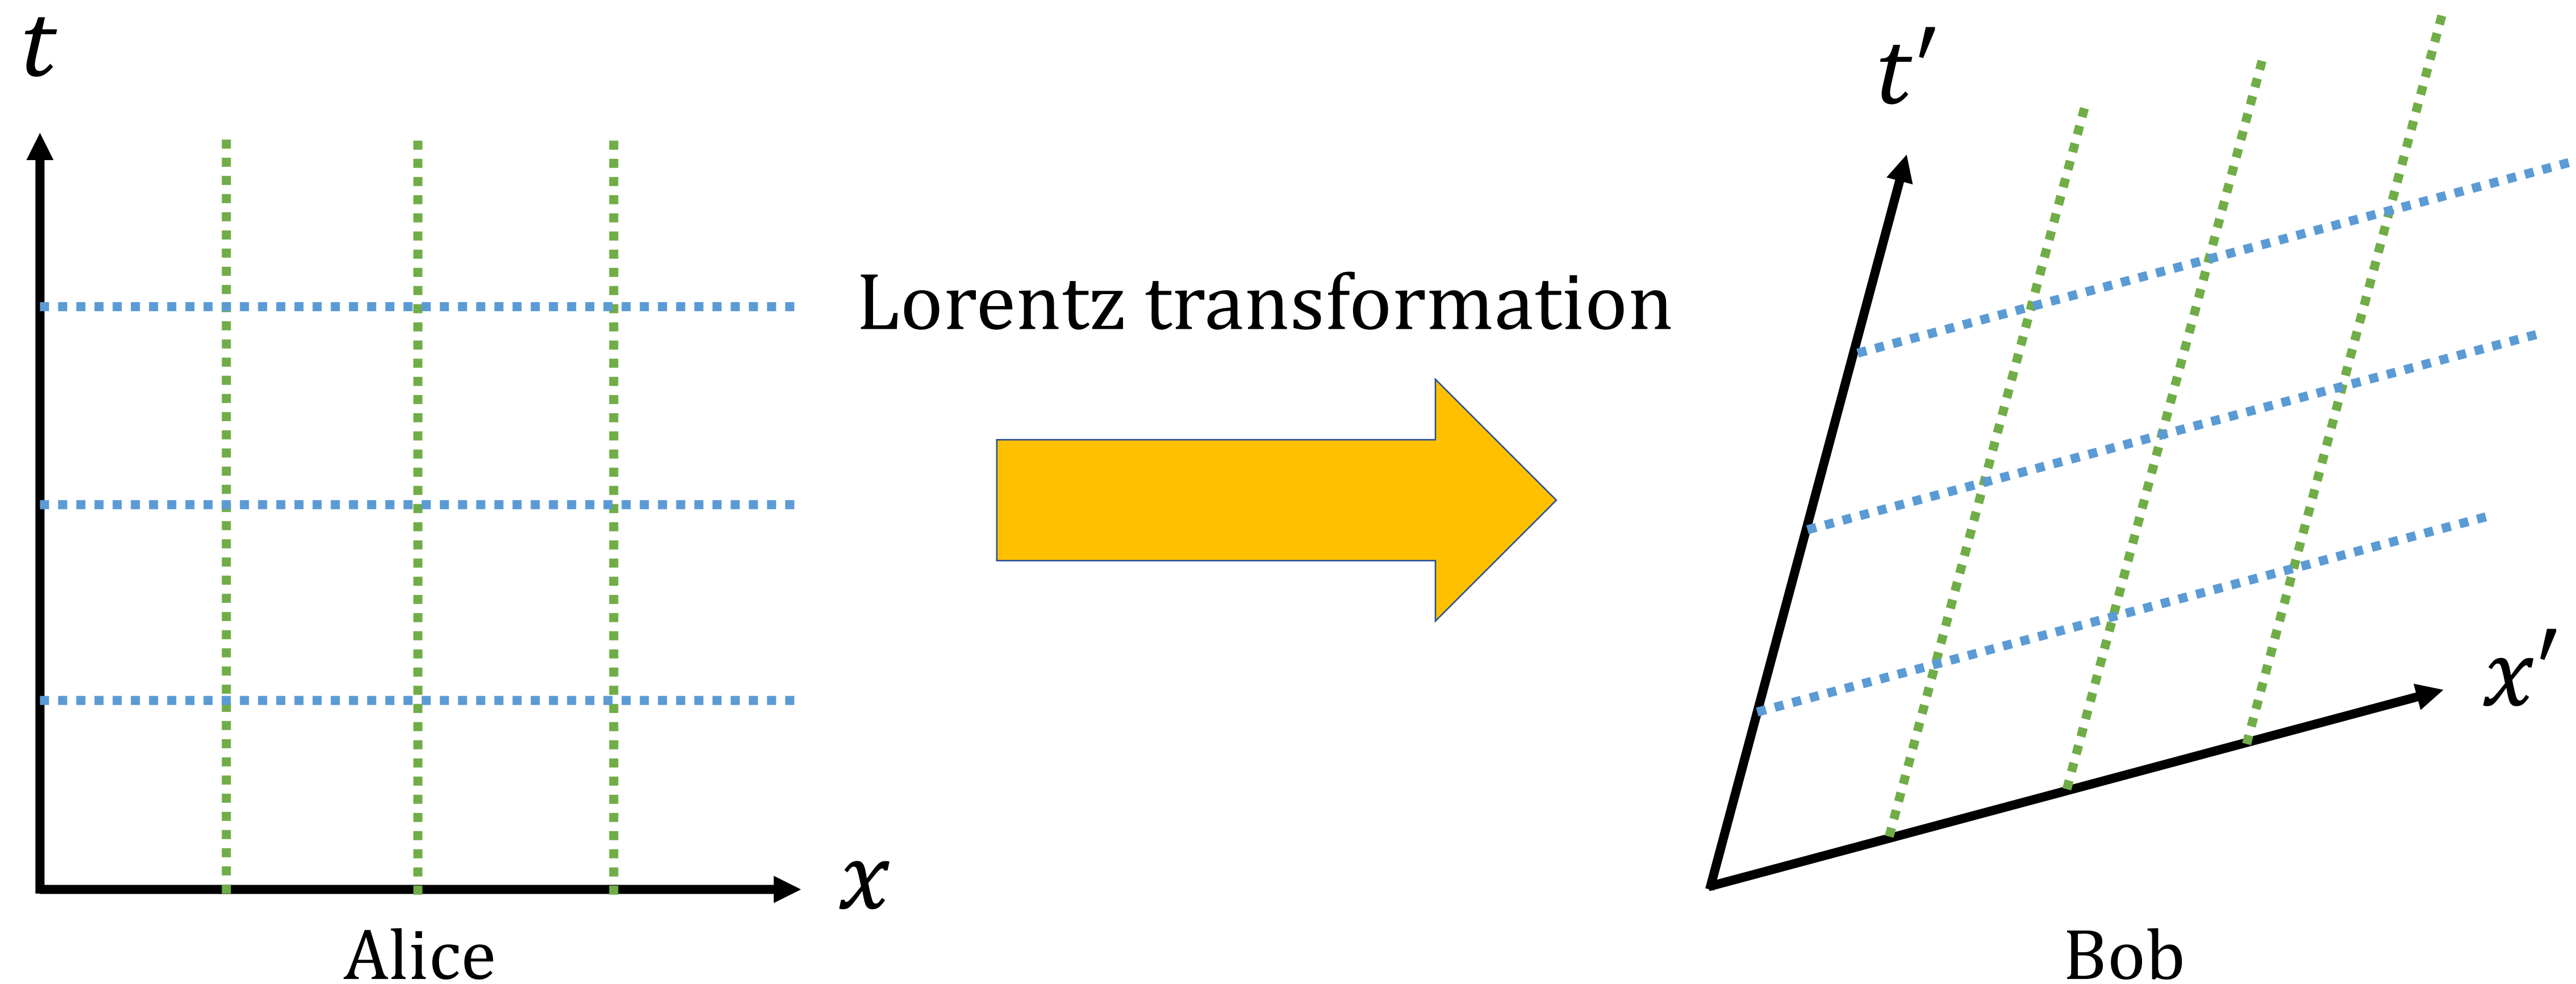 t
t′
Lorentz transformation
x′
x
Alice
Bob